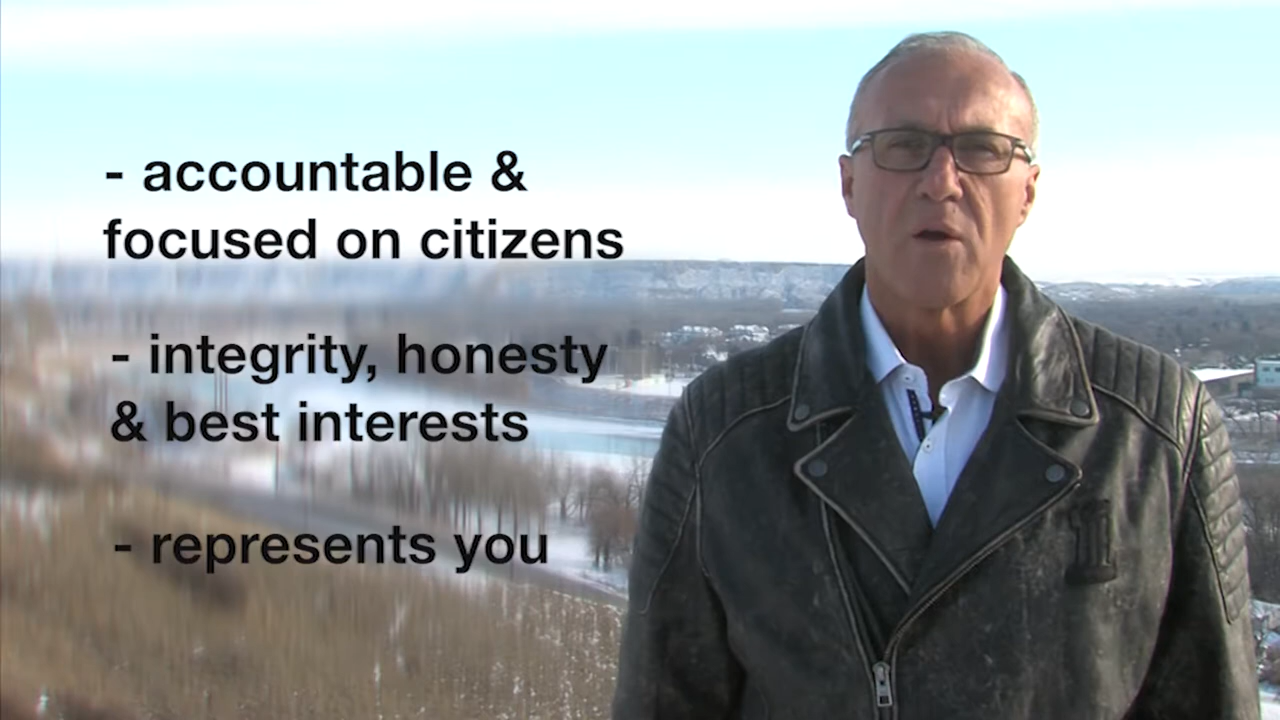 - accountable &
focused on citizens
- integrity, honesty
& best interests
- represents you